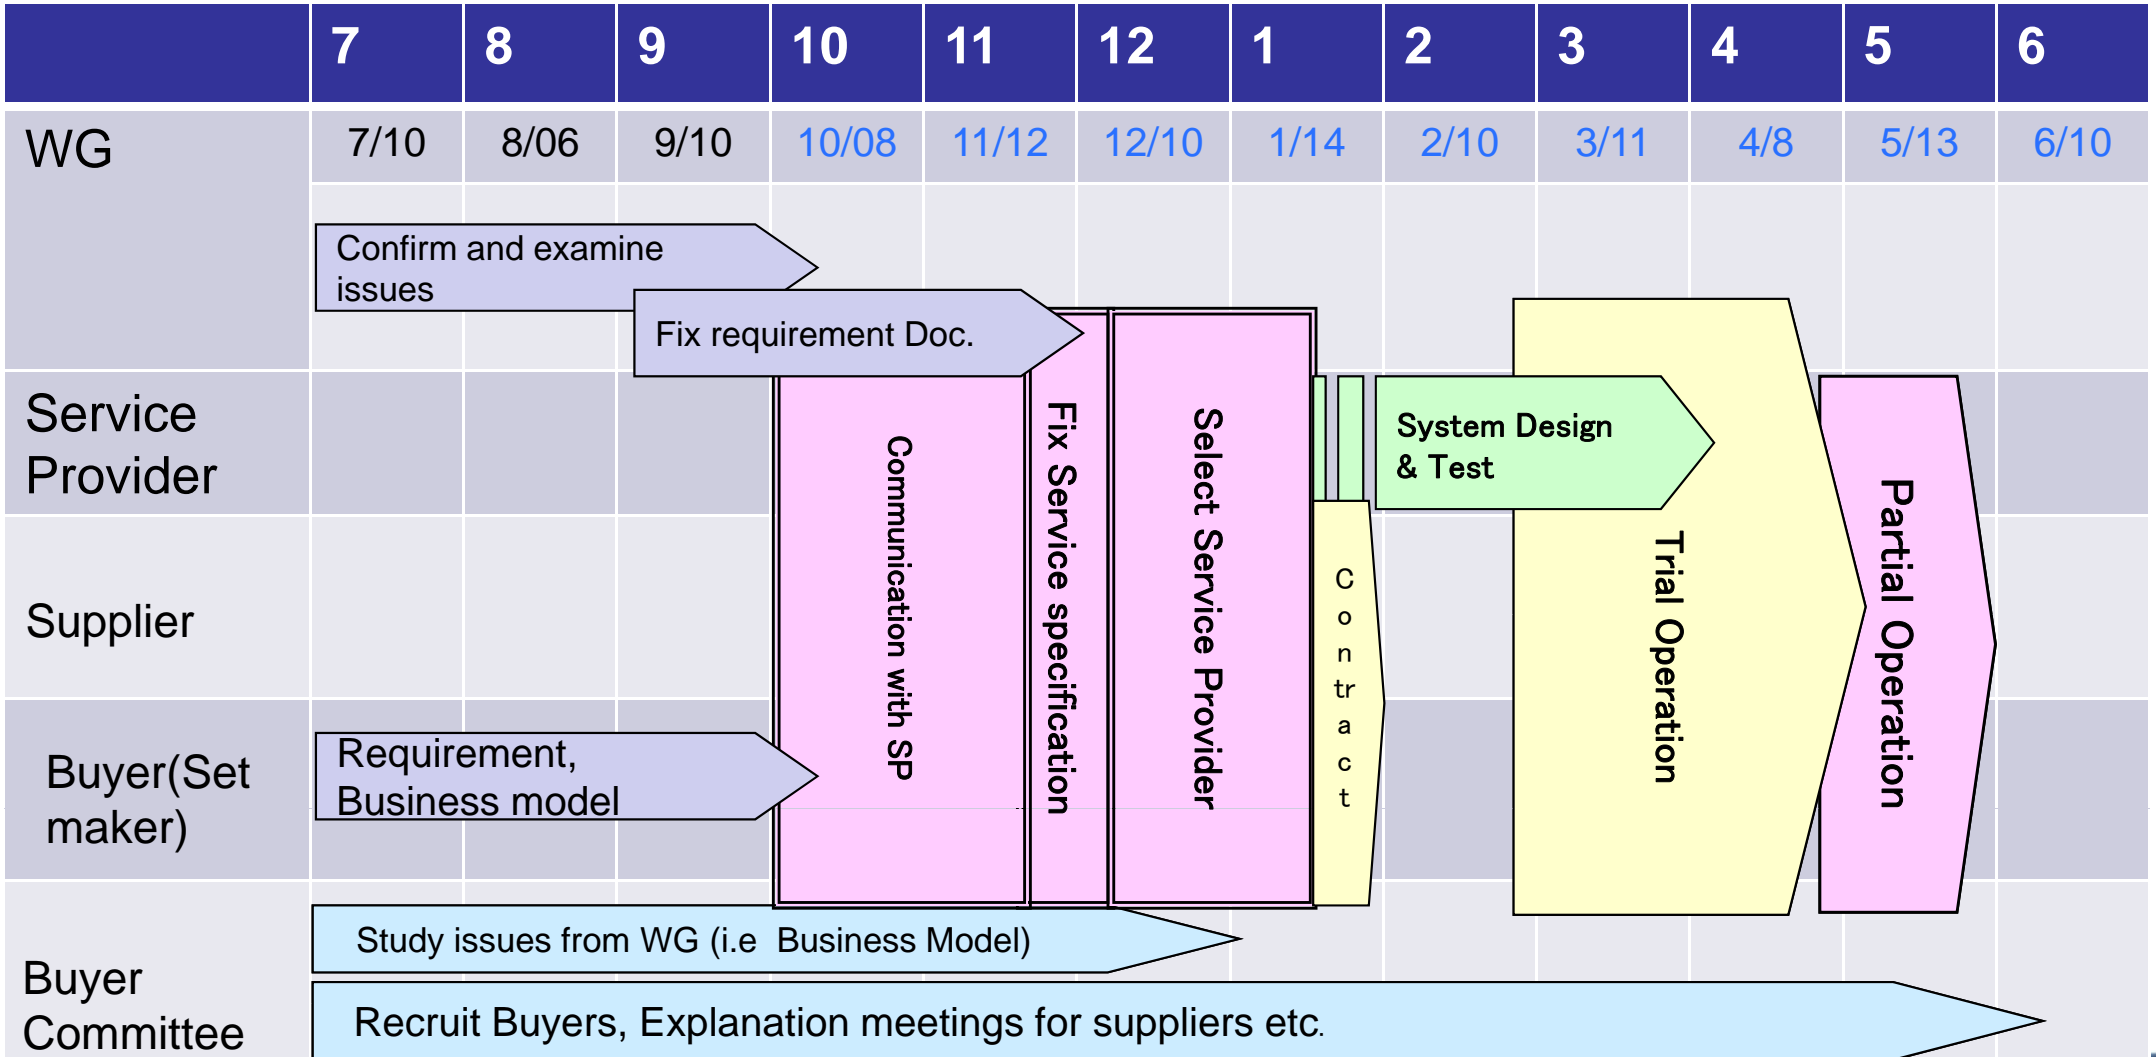 7 8 9 10 11 12 1 2 3 4 5 6
WG 7/10 8/06 9/10 10/08 11/12 12/10 1/14 2/10 3/11 4/8 5/13 6/10
Confirm and examine
issues
Fix requirement Doc.
Service
Provider
Communication with SP
Fix Service specification
Select Service Provider
System Design
& Test
Contract
Trial Operation
Partial Operation
Supplier
Buyer(Set
maker)
Requirement,
Business model
Study issues from WG (i.e  Business Model)
Buyer
Committee
Recruit Buyers, Explanation meetings for suppliers etc.